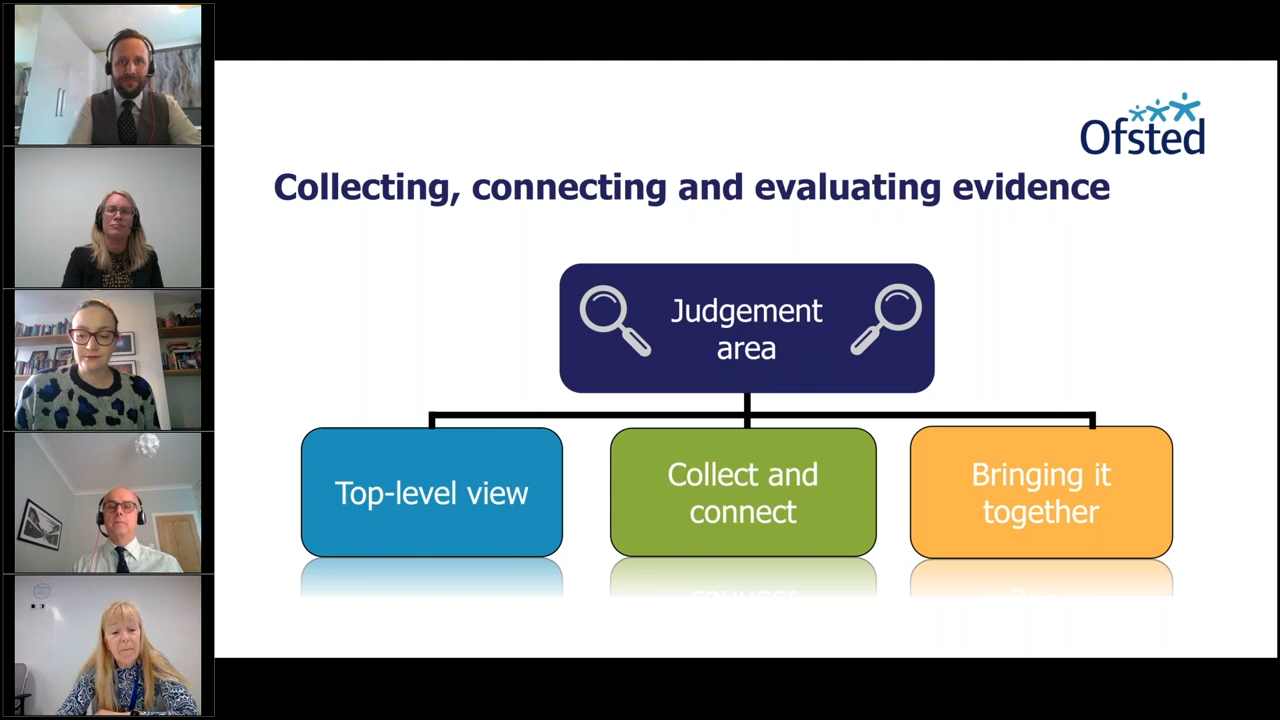 Ofsted
Collecting, connecting and evaluating evidence
Judgement
area
Top-level view
Collect and
connect
Bringing it
together